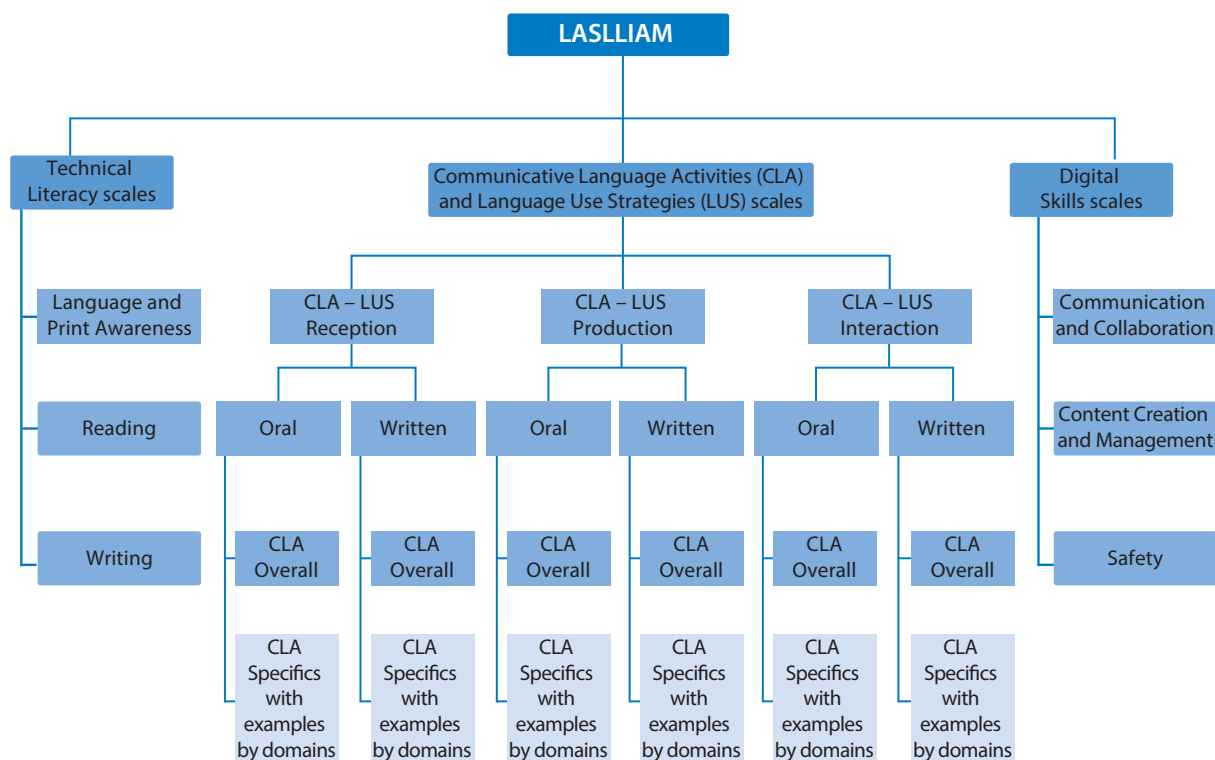 LASLLIAM
Technical
Literacy scales
Communicative Language Activities (CLA)
and Language Use Strategies (LUS) scales
Digital
Skills scales
Language and
Print Awareness
CLA – LUS
Reception
CLA – LUS
Production
CLA – LUS
Interaction
Communication
and Collaboration
Reading
Oral
Written
Oral
Written
Oral
Written
Content Creation
and Management
Writing
CLA
Overall
CLA
Overall
CLA
Overall
CLA
Overall
CLA
Overall
CLA
Overall
Safety
CLA
Specifics
with
examples
by domains
CLA
Specifics
with
examples
by domains
CLA
Specifics
with
examples
by domains
CLA
Specifics
with
examples
by domains
CLA
Specifics
with
examples
by domains
CLA
Specifics
with
examples
by domains